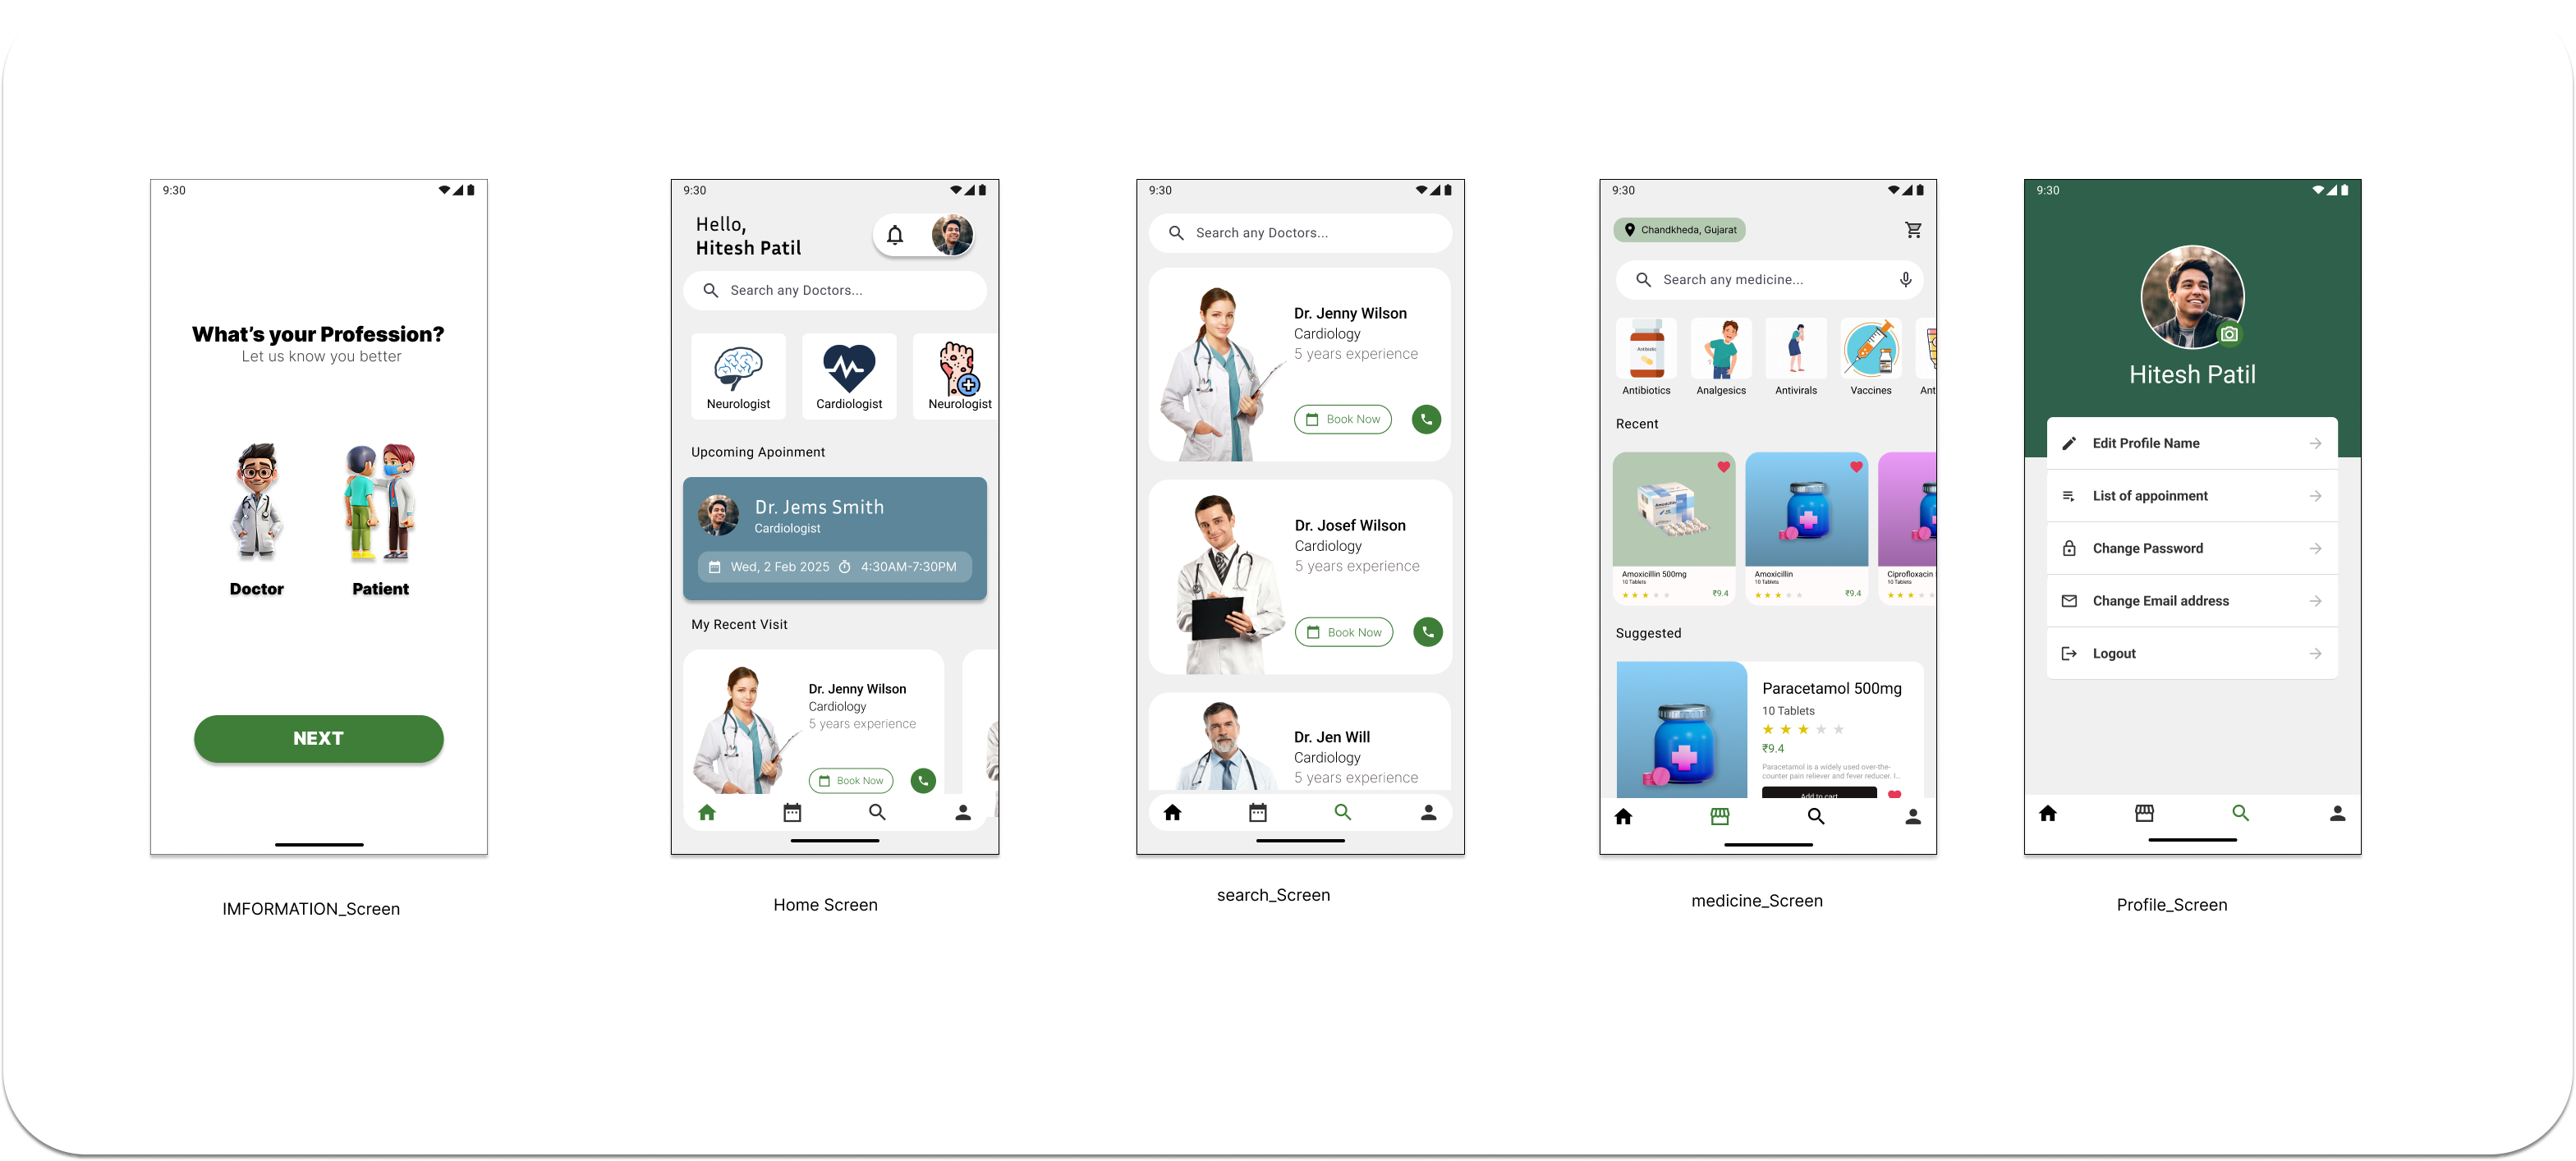 9:30
What's your Profession?
Let us know you better
Doctor
Patient
NEXT
IMFORMATION_Screen
9:30
Hello,
Hitesh Patil
Search any Doctors...
Neurologist
Cardiologist
Neurologist
Upcoming Apoinment
Dr. Jems Smith
Cardiologist
Wed, 2 Feb 2025 4:30AM-7:30PM
My Recent Visit
Dr. Jenny Wilson
Cardiology
5 years experience
Book Now
Home Screen
9:30
Search any Doctors...
Dr. Jenny Wilson
Cardiology
5 years experience
Book Now
Dr. Josef Wilson
Cardiology
5 years experience
Book Now
Dr. Jen Will
Cardiology
5 years experience
search_Screen
9:30
Chandkheda, Gujarat
Search any medicine...
Antibiotic
Antibiotics
Analgesics
Antivirals
Vaccines
Ant
Recent
Amoxicillin 500mg
10 Tablets
₹9.4
Amoxicillin
10 Tablets
₹9.4
Ciprofloxacin
10 Tablets
Suggested
Paracetamol 500mg
10 Tablets
₹9.4
Paracetamol is a widely used over-the-
counter pain reliever and fever reducer. I...
Add to cart
medicine_Screen
9:30
Hitesh Patil
Edit Profile Name
List of appoinment
Change Password
Change Email address
Logout
Profile_Screen